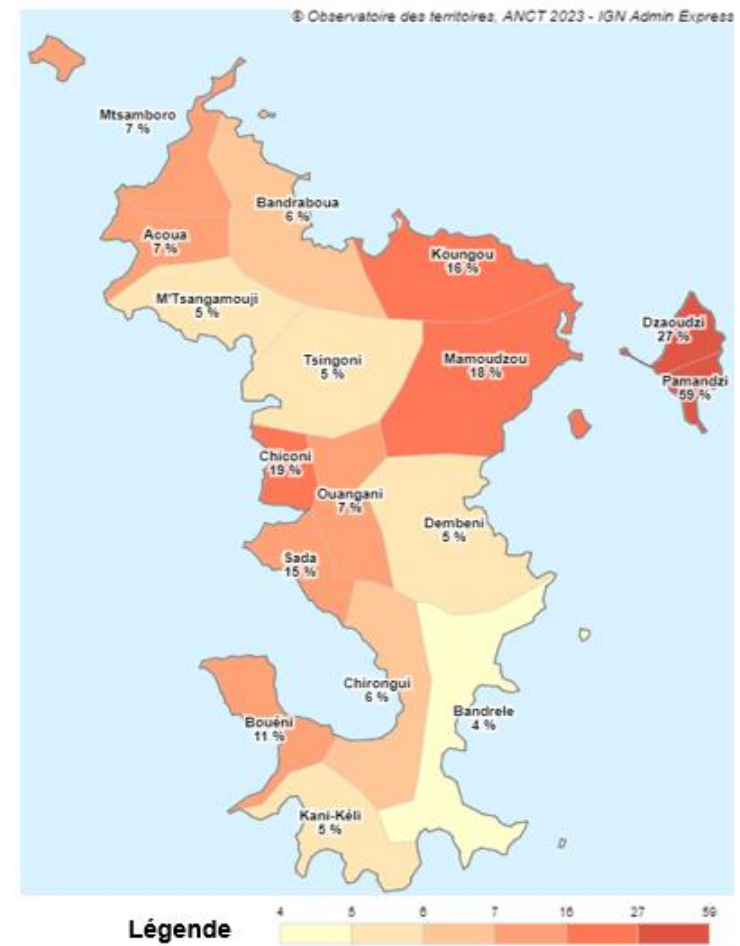 © Observatoire des territoires, ANCT 2023 - IGN Admin Express
Mtsamboro
7 %
Bandraboua
6 %
Acoua
7 %
Koungou
16 %
M'Tsangamouji
5 %
Dzaoudzi
27 %
Tsingoni
5 %
Mamoudzou
18 %
Pamandzi
59 %
Chiconi
19 %
Ouangani
7 %
Dembeni
5 %
Sada
15 %
Chirongui
6 %
Bandrele
4 %
Bouéni
11 %
Kani-Kéli
5 %
Légende
4 5 6 7 16 27 59